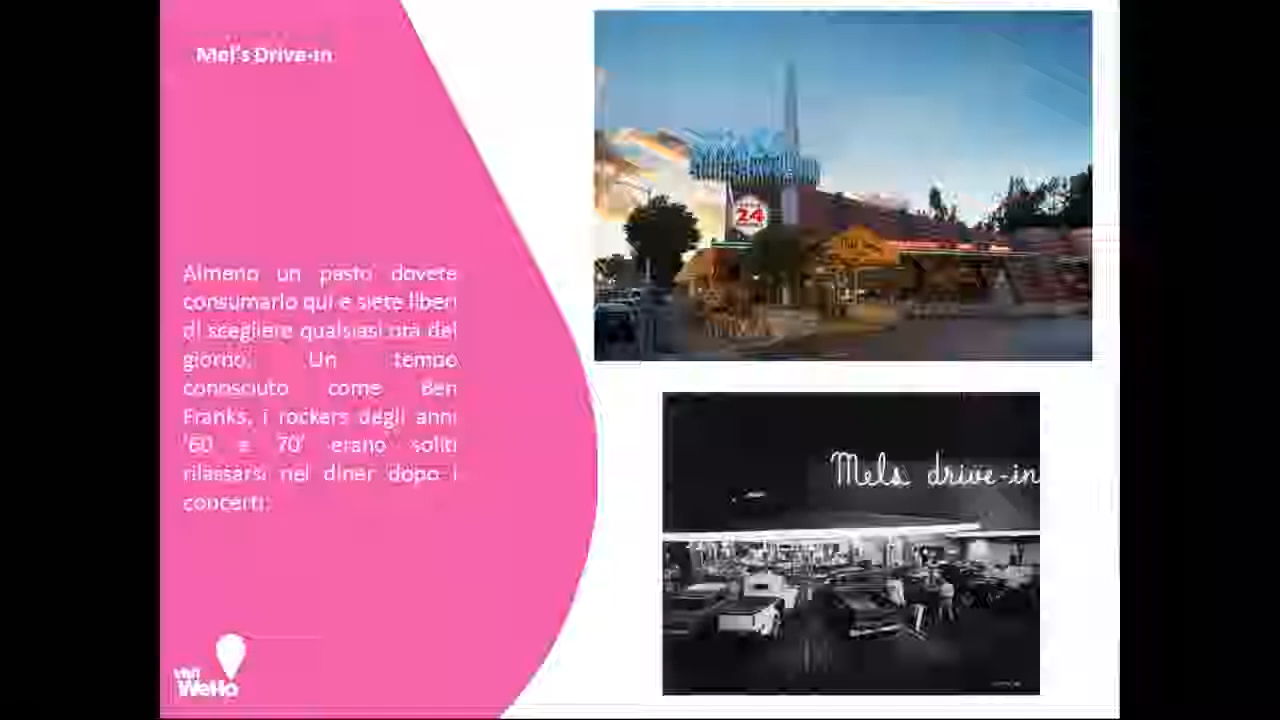 Mel's Drive-in
Almeno un pasto dovete
consumarlo qui e siete liberi
di scegliere qualsiasi ora del
giorno. Un tempo
conosciuto come Ben
Franks, i rockers degli anni
'60 e 70' erano soliti
rilassarsi nel diner dopo i
concerti.
24
Mels drive-in
visit
WeHo